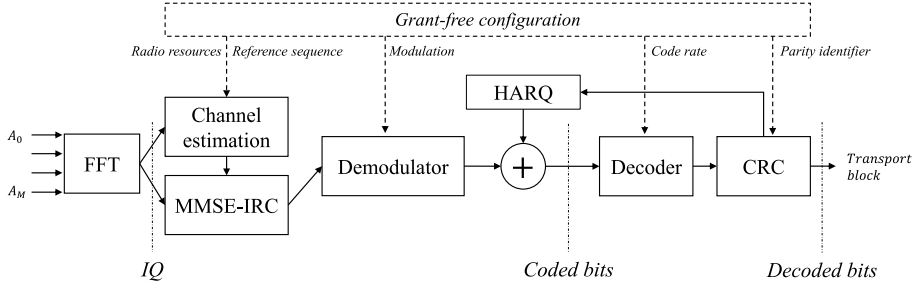 Grant-free configuration
Radio resources
Reference sequence
Modulation
Code rate
Parity identifier
HARQ
Channel
estimation
A0
AM
FFT
MMSE-IRC
Demodulator
+
Decoder
CRC
Transport
block
IQ
Coded bits
Decoded bits